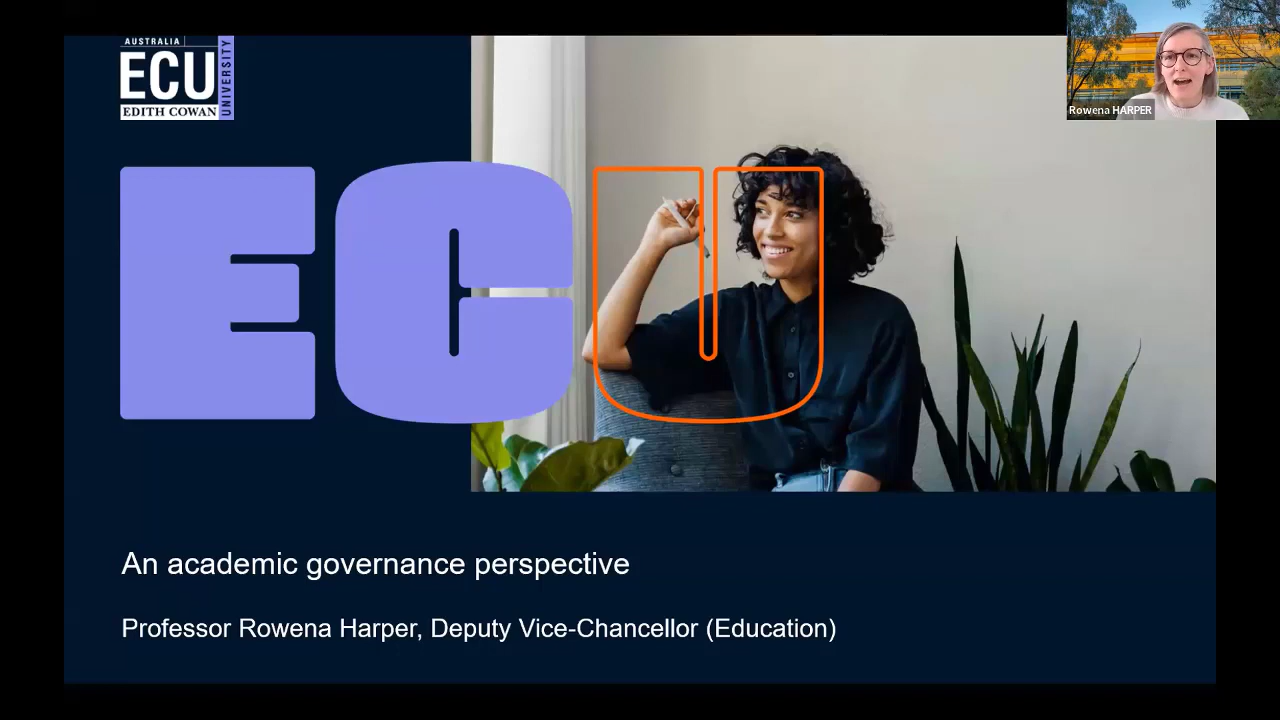 AUSTRALIA
ECU
EDITH COWAN
UNIVERSITY
Rowena HARPER
ECU
An academic governance perspective
Professor Rowena Harper, Deputy Vice-Chancellor (Education)